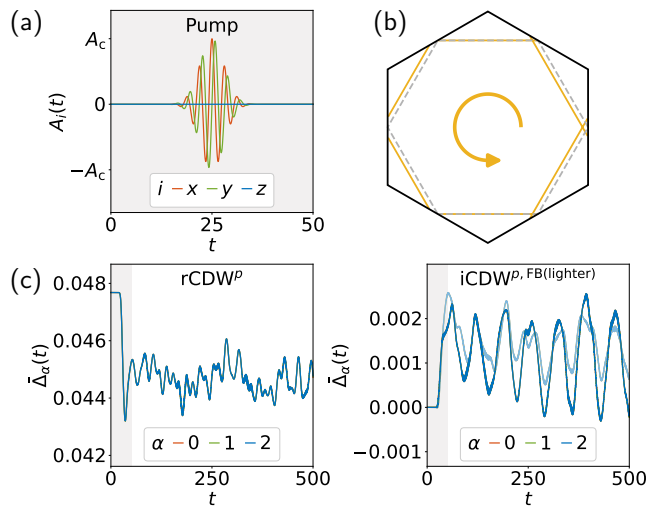 (a)
Pump
A_c
0
−A_c
A_i(t)
i x y z
0 25 50
t
(b)
(c)
rCDW^p
0.048
0.046
0.044
0.042
Δ̄_α(t)
α 0 1 2
0 250 500
t
iCDW^{p, FB(lighter)}
0.002
0.001
0.000
−0.001
Δ̄_α(t)
α 0 1 2
0 250 500
t